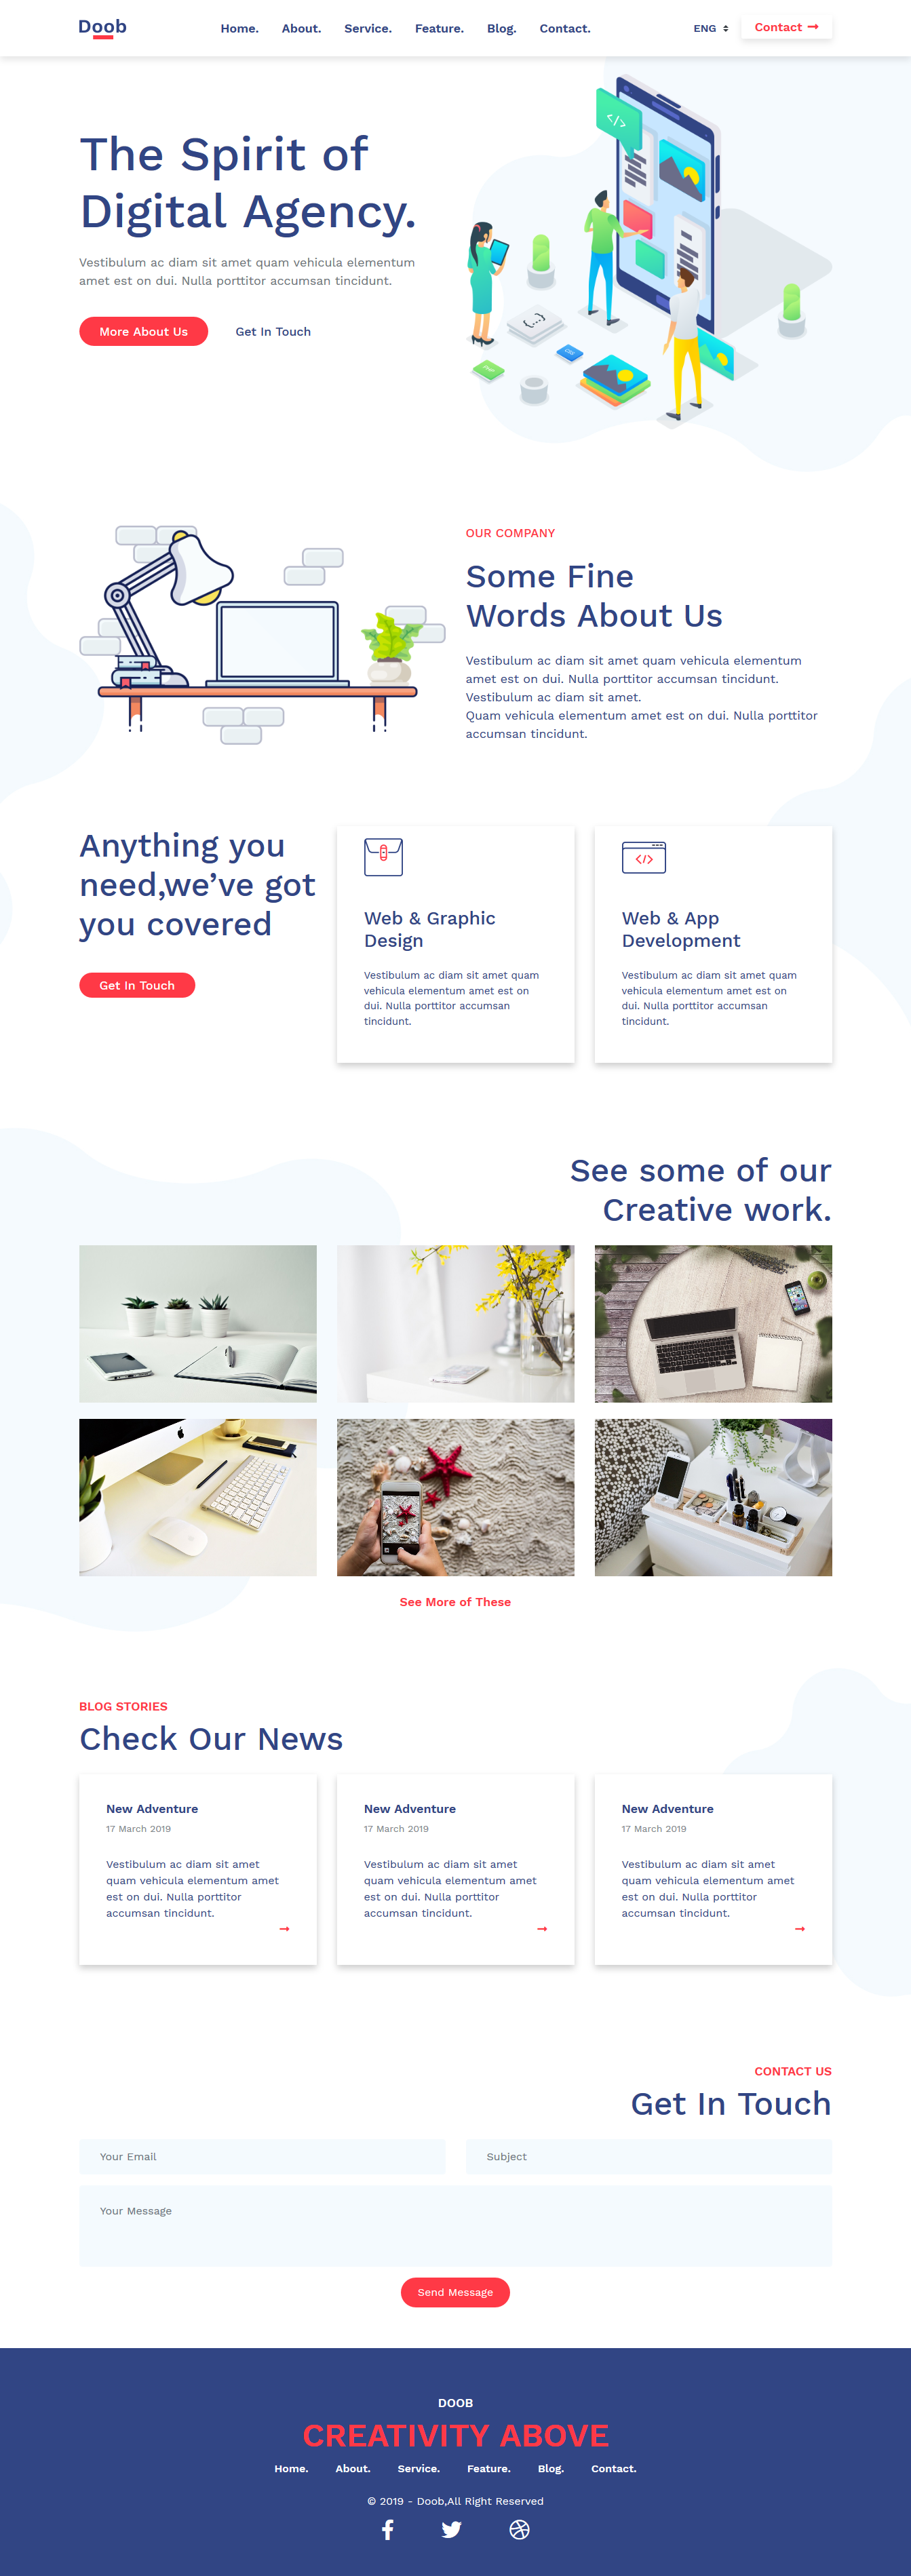 Doob
Home. About. Service. Feature. Blog. Contact.
ENG
Contact
The Spirit of
Digital Agency.
Vestibulum ac diam sit amet quam vehicula elementum
amet est on dui. Nulla porttitor accumsan tincidunt.
More About Us
Get In Touch
</>
{...}
CSS
OUR COMPANY
Some Fine
Words About Us
Vestibulum ac diam sit amet quam vehicula elementum
amet est on dui. Nulla porttitor accumsan tincidunt.
Vestibulum ac diam sit amet.
Quam vehicula elementum amet est on dui. Nulla porttitor
accumsan tincidunt.
Anything you
need,we’ve got
you covered
Get In Touch
Web & Graphic
Design
Vestibulum ac diam sit amet quam
vehicula elementum amet est on
dui. Nulla porttitor accumsan
tincidunt.
</>
Web & App
Development
Vestibulum ac diam sit amet quam
vehicula elementum amet est on
dui. Nulla porttitor accumsan
tincidunt.
See some of our
Creative work.
See More of These
BLOG STORIES
Check Our News
New Adventure
17 March 2019
Vestibulum ac diam sit amet
quam vehicula elementum amet
est on dui. Nulla porttitor
accumsan tincidunt.
New Adventure
17 March 2019
Vestibulum ac diam sit amet
quam vehicula elementum amet
est on dui. Nulla porttitor
accumsan tincidunt.
New Adventure
17 March 2019
Vestibulum ac diam sit amet
quam vehicula elementum amet
est on dui. Nulla porttitor
accumsan tincidunt.
CONTACT US
Get In Touch
Your Email
Subject
Your Message
Send Message
DOOB
CREATIVITY ABOVE
Home. About. Service. Feature. Blog. Contact.
© 2019 - Doob,All Right Reserved